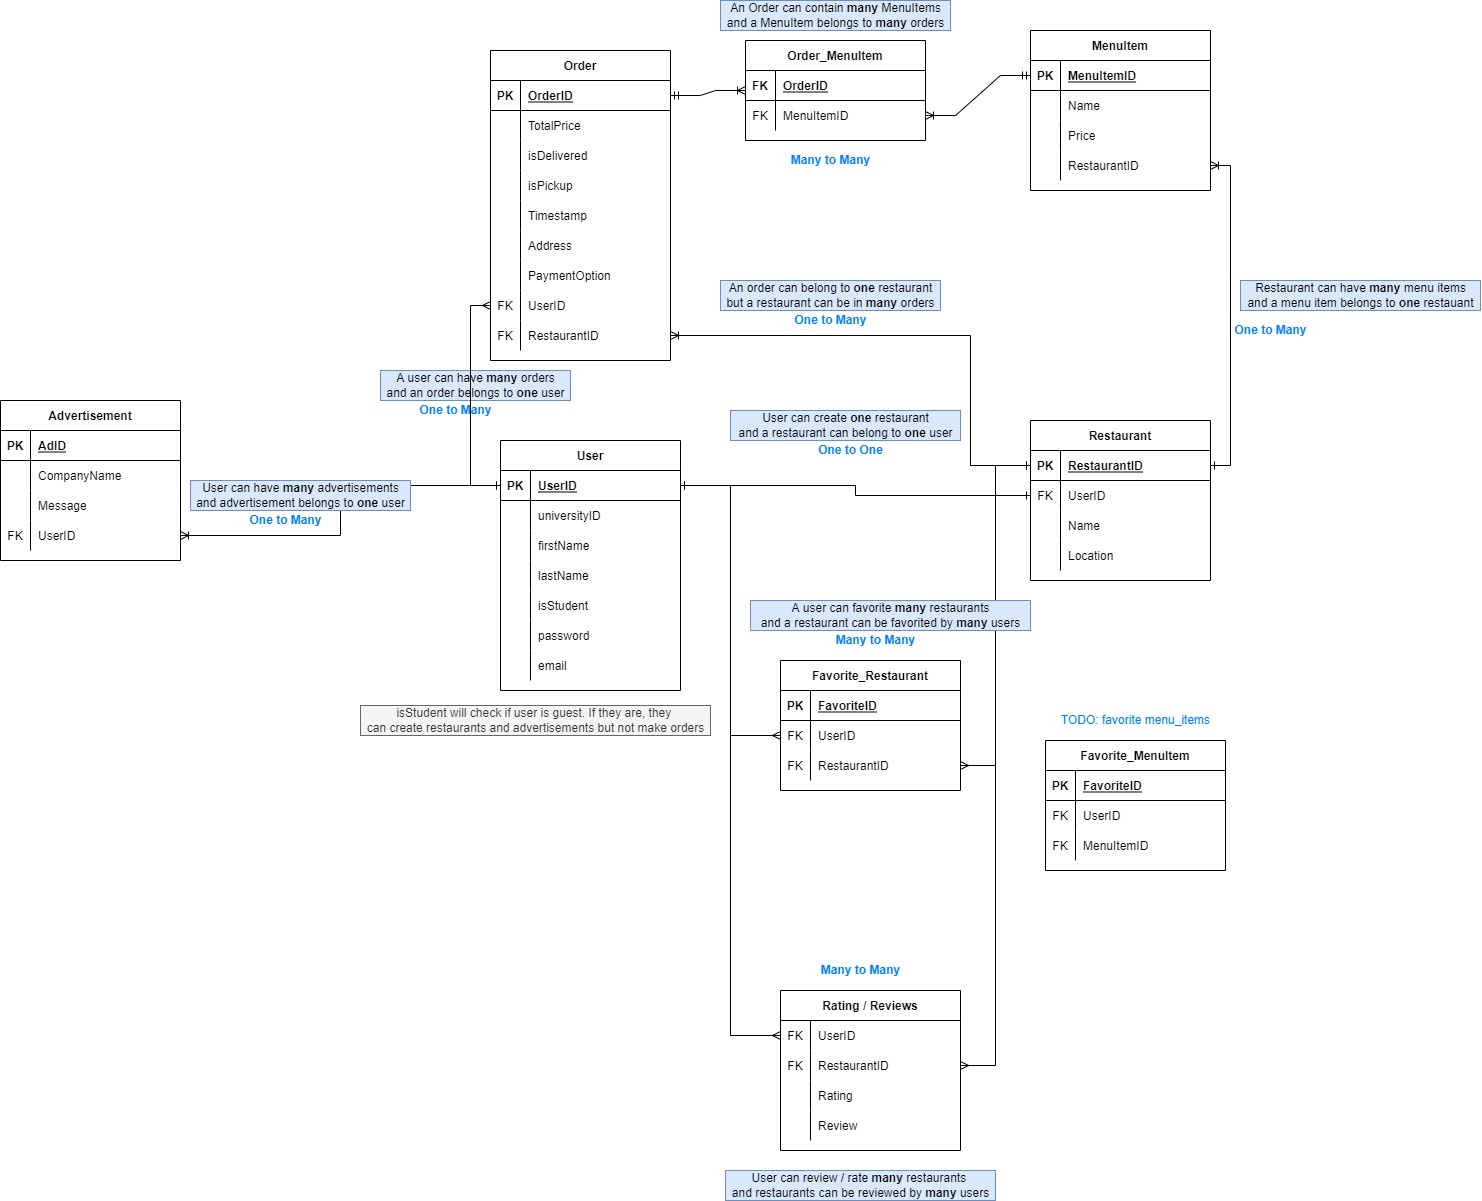 An Order can contain many MenuItems
and a MenuItem belongs to many orders
Order
PK OrderID
TotalPrice
isDelivered
isPickup
Timestamp
Address
PaymentOption
FK UserID
FK RestaurantID
Order_MenuItem
FK OrderID
FK MenuItemID
Many to Many
MenuItem
PK MenuItemID
Name
Price
RestaurantID
An order can belong to one restaurant
but a restaurant can be in many orders
One to Many
Restaurant can have many menu items
and a menu item belongs to one restauant
One to Many
A user can have many orders
and an order belongs to one user
One to Many
Advertisement
PK AdID
CompanyName
Message
FK UserID
User can have many advertisements
and advertisement belongs to one user
One to Many
User
PK UserID
universityID
firstName
lastName
isStudent
password
email
User can create one restaurant
and a restaurant can belong to one user
One to One
Restaurant
PK RestaurantID
FK UserID
Name
Location
isStudent will check if user is guest. If they are, they
can create restaurants and advertisements but not make orders
A user can favorite many restaurants
and a restaurant can be favorited by many users
Many to Many
Favorite_Restaurant
PK FavoriteID
FK UserID
FK RestaurantID
TODO: favorite menu_items
Favorite_MenuItem
PK FavoriteID
FK UserID
FK MenuItemID
Many to Many
Rating / Reviews
FK UserID
FK RestaurantID
Rating
Review
User can review / rate many restaurants
and restaurants can be reviewed by many users